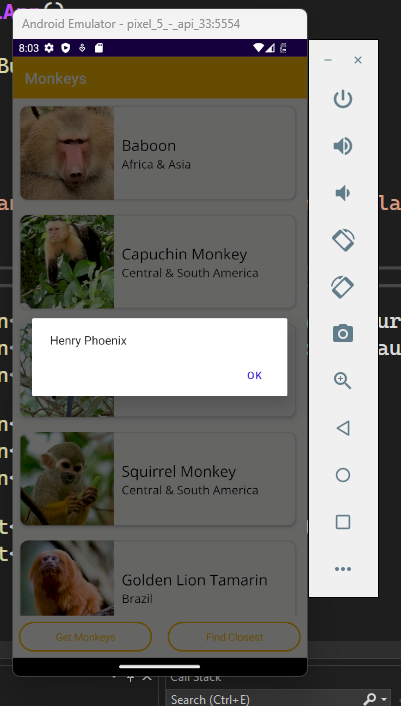 Android Emulator - pixel_5_-_api_33:5554
8:03
Monkeys
Baboon
Africa & Asia
Capuchin Monkey
Central & South America
Henry Phoenix
OK
Squirrel Monkey
Central & South America
Golden Lion Tamarin
Brazil
Get Monkeys
Find Closest
Call Stack
Search (Ctrl+E)